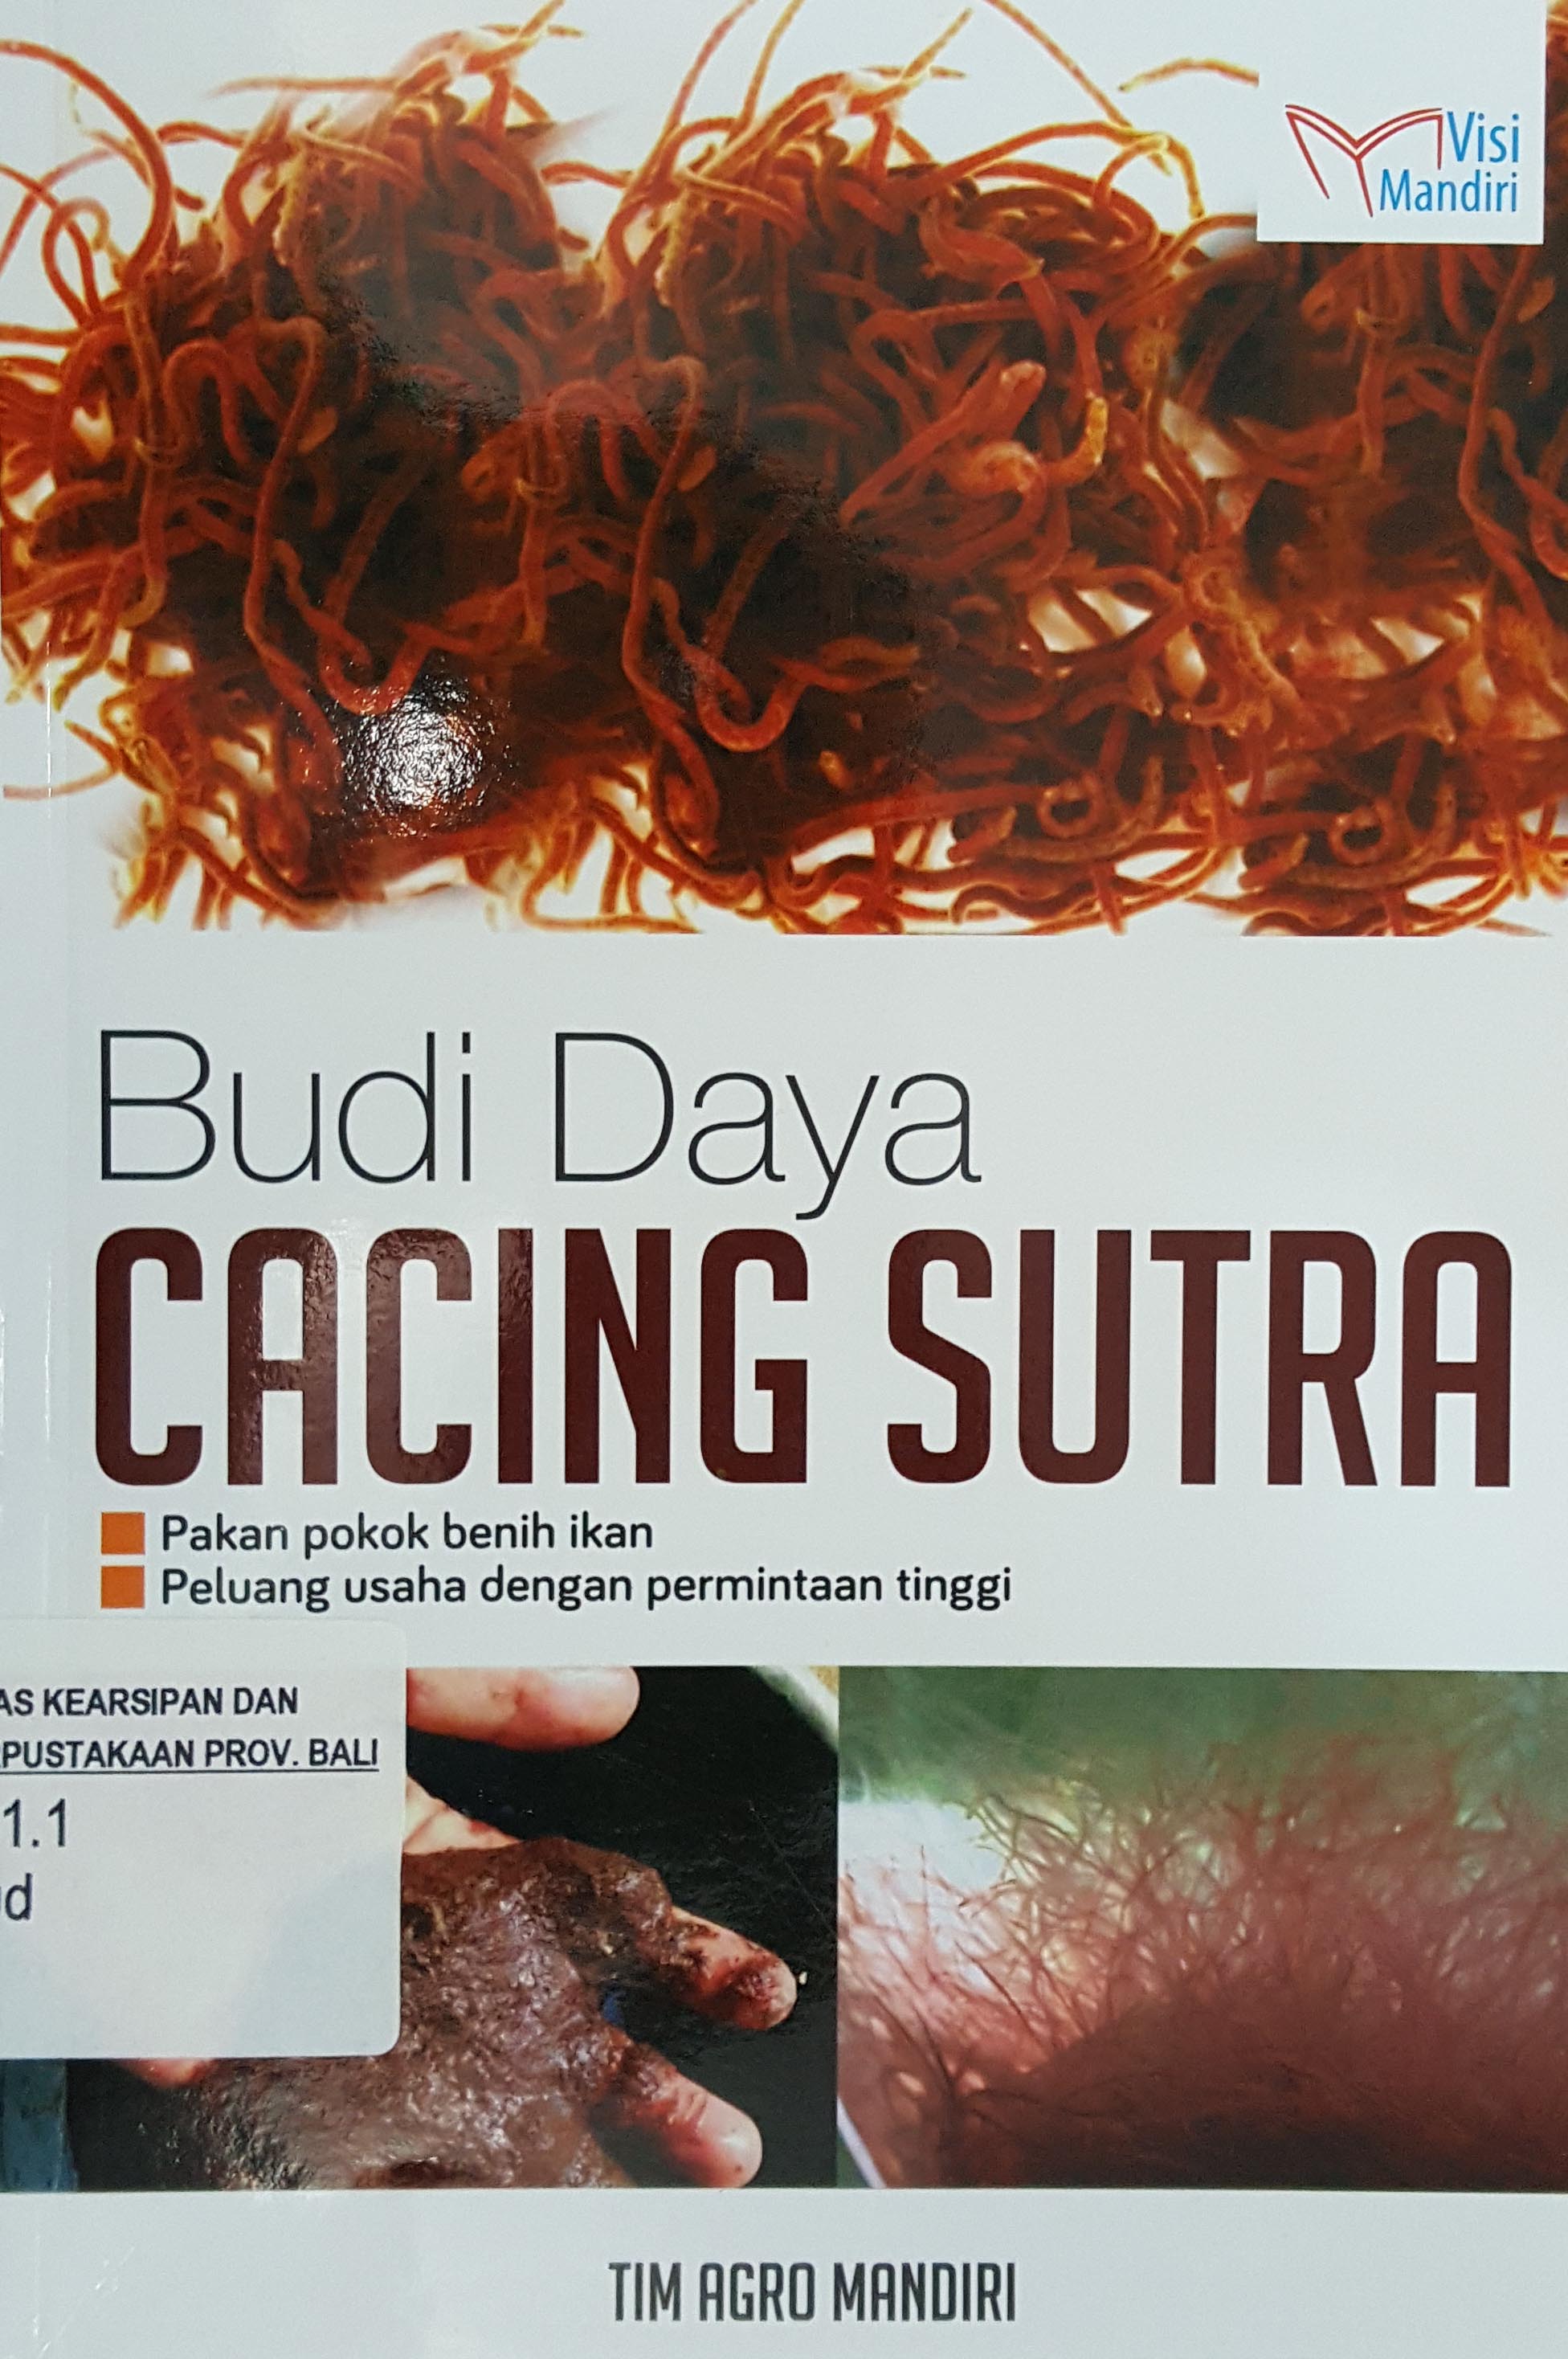 Visi
Mandiri
Budi Daya
CACING SUTRA
Pakan pokok benih ikan
Peluang usaha dengan permintaan tinggi
AS KEARSIPAN DAN
PUSTAKAAN PROV. BALI
1.1
d
TIM AGRO MANDIRI